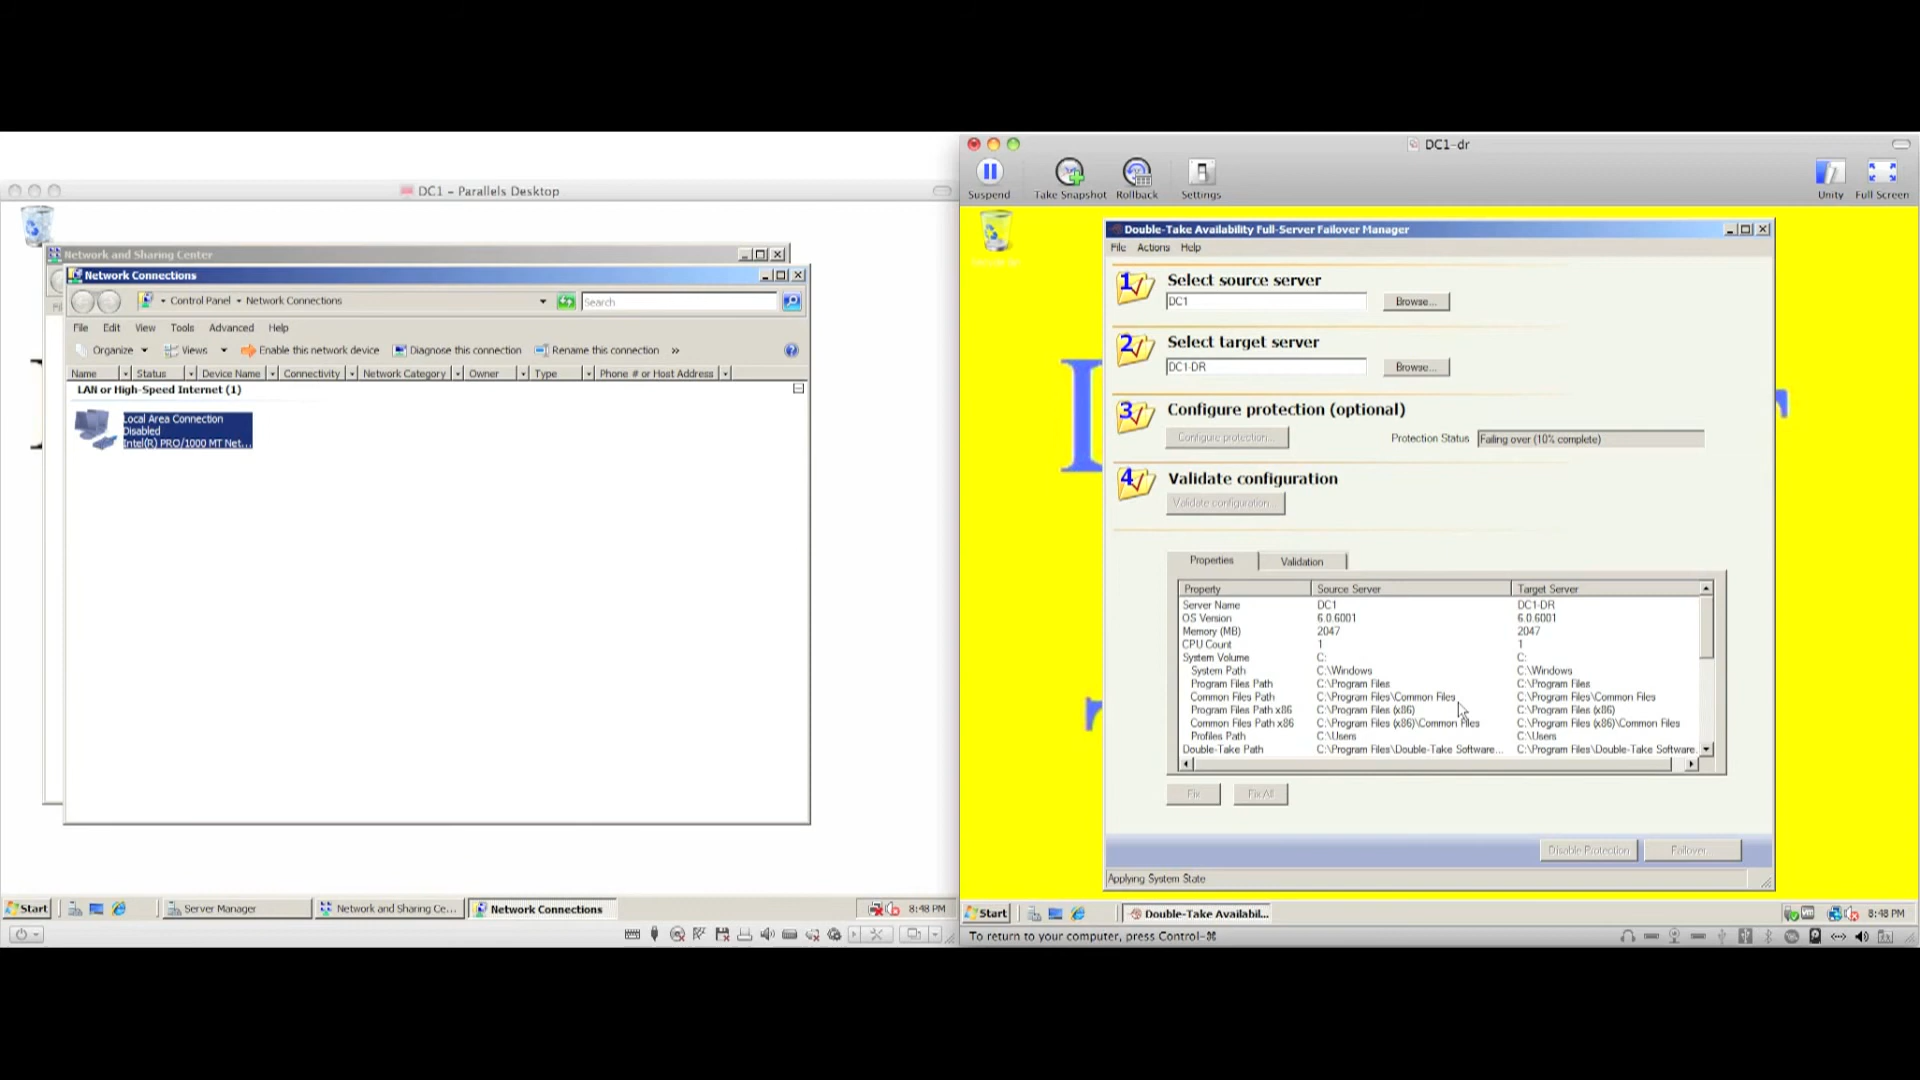 DC1 - Parallels Desktop
Network and Sharing Center
Network Connections
Control Panel
Network Connections
Search
File
Edit
View
Tools
Advanced
Help
Organize
Views
Enable this network device
Diagnose this connection
Rename this connection
»
Name
Status
Device Name
Connectivity
Network Category
Owner
Type
Phone # or Host Address
LAN or High-Speed Internet (1)
Local Area Connection
Disabled
Intel(R) PRO/1000 MT Net...
Start
Server Manager
Network and Sharing Ce...
Network Connections
8:48 PM
DC1-dr
Suspend
Take Snapshot
Rollback
Settings
Unity
Full Screen
Double-Take Availability Full-Server Failover Manager
File
Actions
Help
1
Select source server
DC1
Browse...
2
Select target server
DC1-DR
Browse...
3
Configure protection (optional)
Configure protection...
Protection Status
Failing over (10% complete)
4
Validate configuration
Validate configuration...
Properties
Validation
Property Source Server Target Server
Server Name DC1 DC1-DR
OS Version 6.0.6001 6.0.6001
Memory (MB) 2047 2047
CPU Count 1 1
System Volume C: C:
System Path C:\Windows C:\Windows
Program Files Path C:\Program Files C:\Program Files
Common Files Path C:\Program Files\Common Files C:\Program Files\Common Files
Program Files Path x86 C:\Program Files (x86) C:\Program Files (x86)
Common Files Path x86 C:\Program Files (x86)\Common Files C:\Program Files (x86)\Common Files
Profiles Path C:\Users C:\Users
Double-Take Path C:\Program Files\Double-Take Software... C:\Program Files\Double-Take Software
Fix
Fix All
Disable Protection
Failover
Applying System State
Start
Double-Take Availabil...
8:48 PM
To return to your computer, press Control-⌘